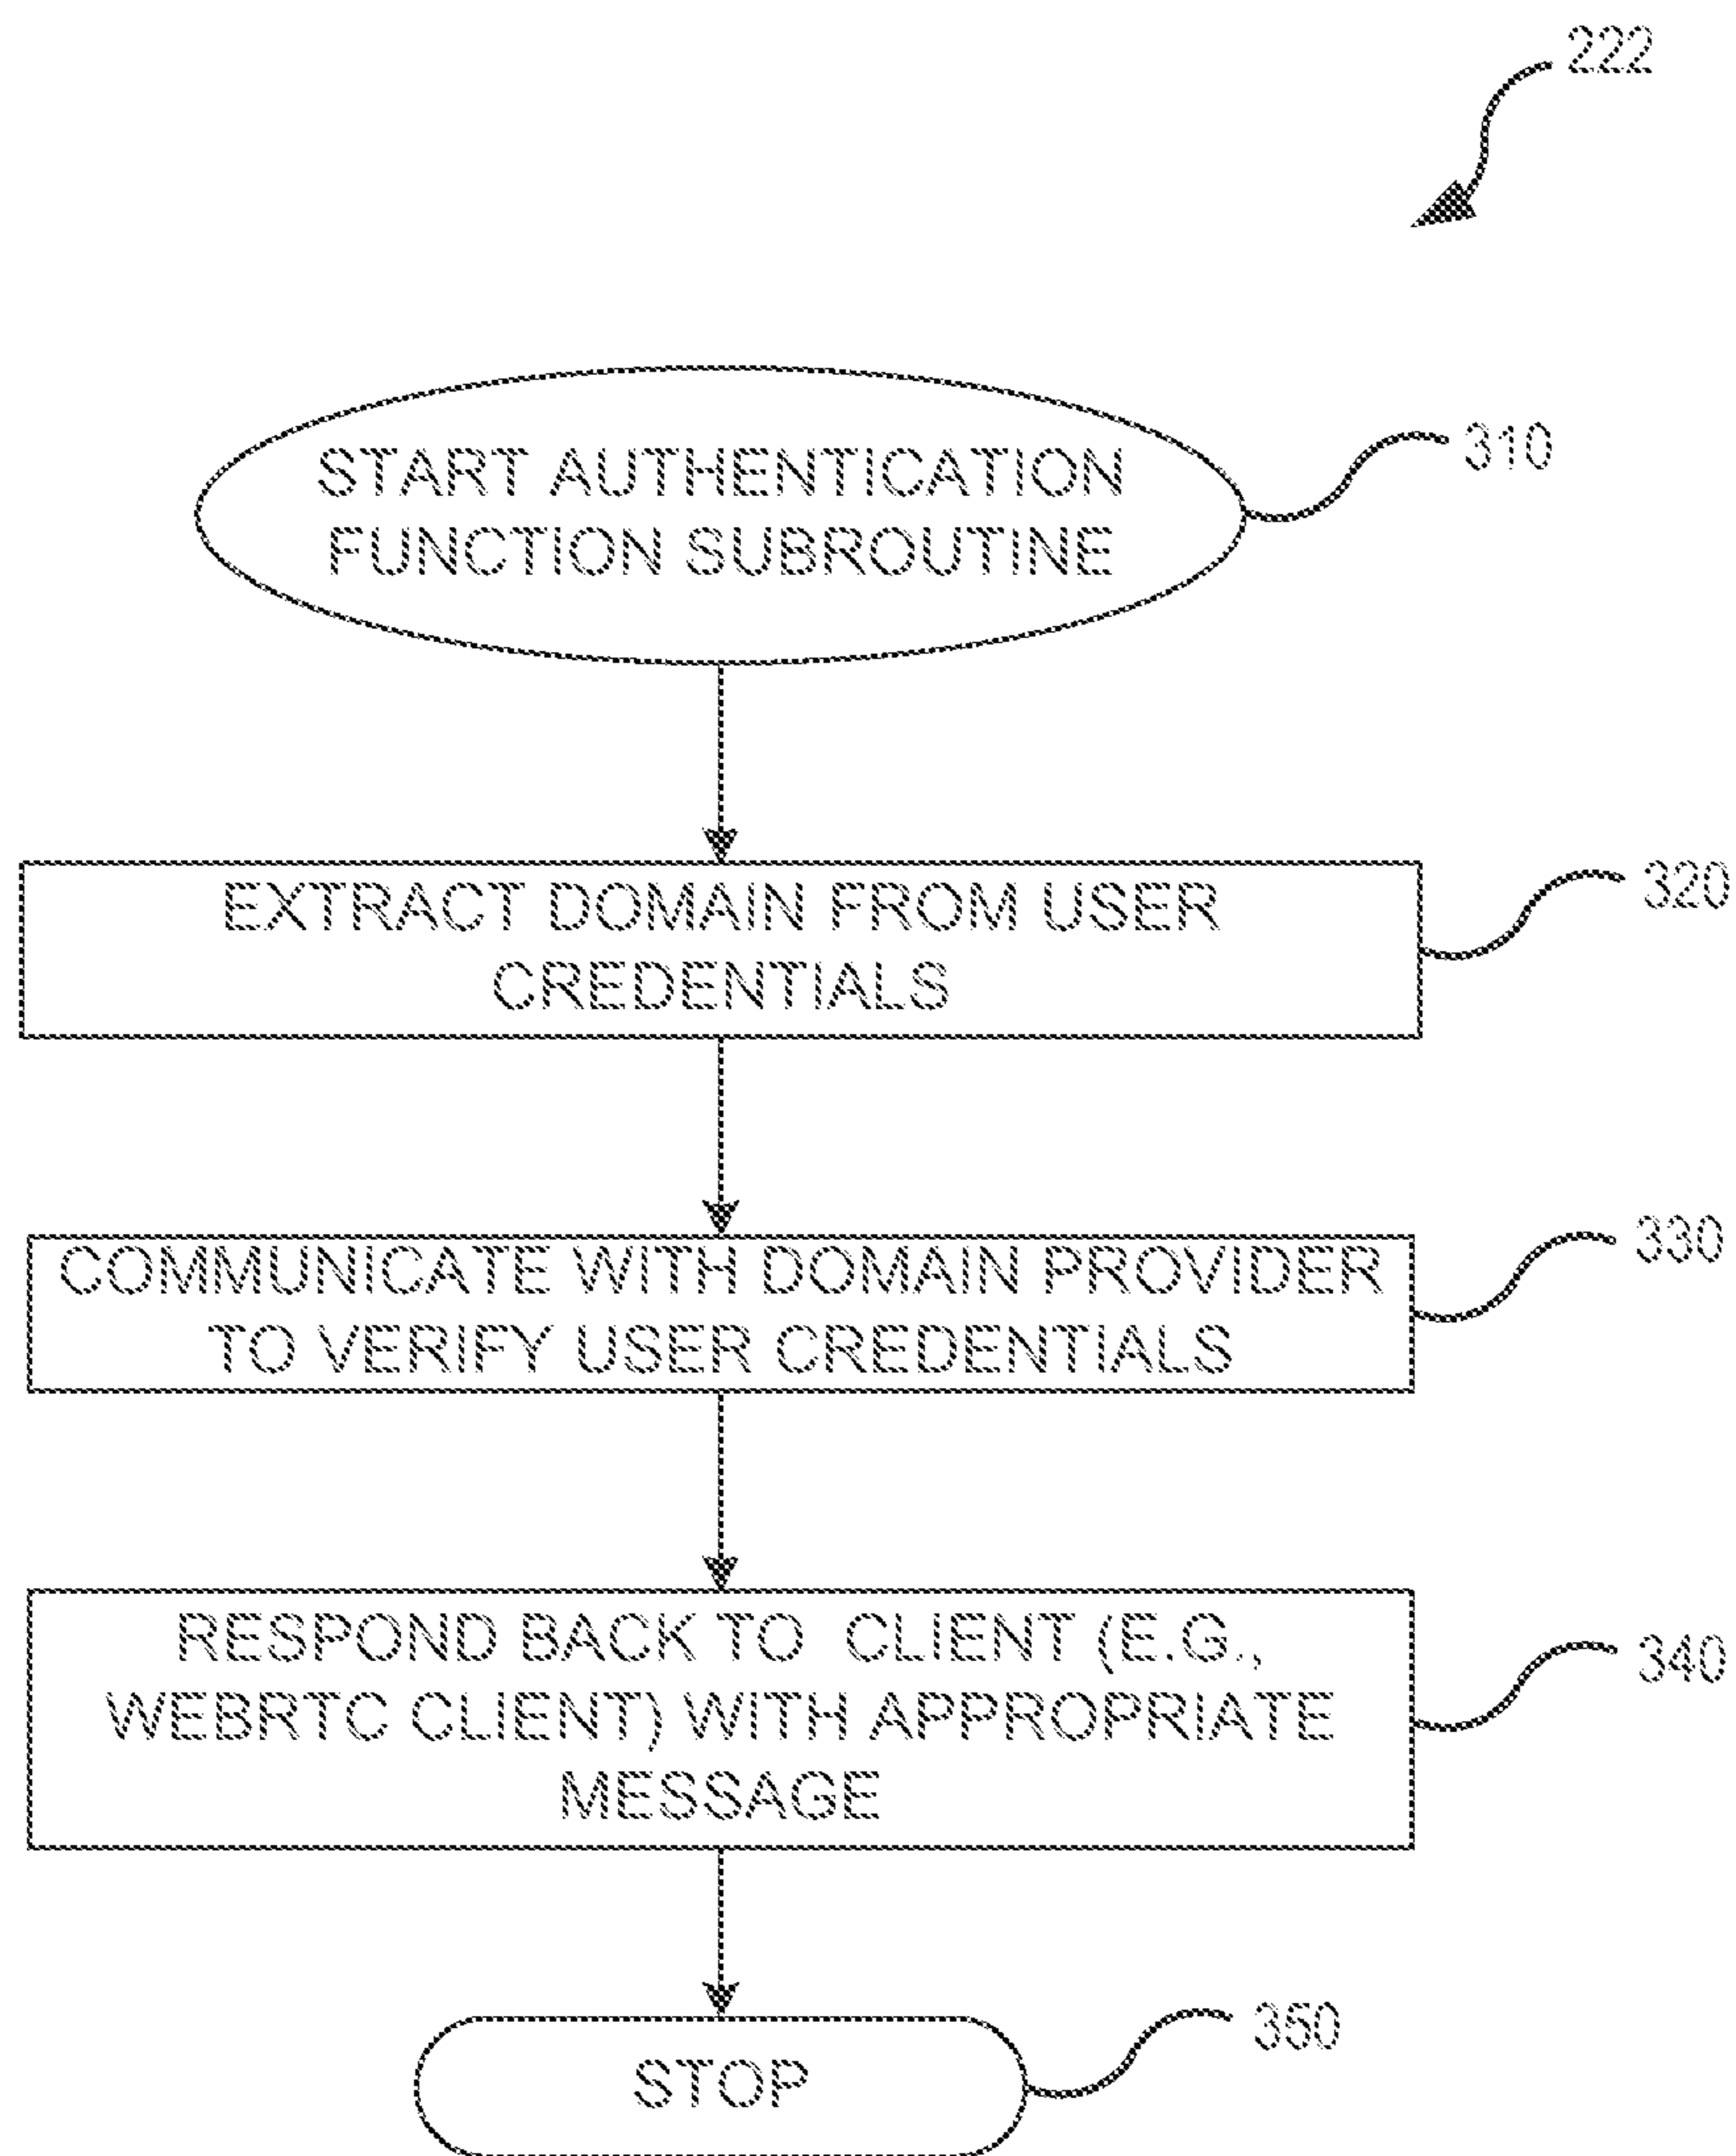 222
START AUTHENTICATION
FUNCTION SUBROUTINE
310
EXTRACT DOMAIN FROM USER
CREDENTIALS
320
COMMUNICATE WITH DOMAIN PROVIDER
TO VERIFY USER CREDENTIALS
330
RESPOND BACK TO CLIENT (E.G.,
WEBRTC CLIENT) WITH APPROPRIATE
MESSAGE
340
STOP
350